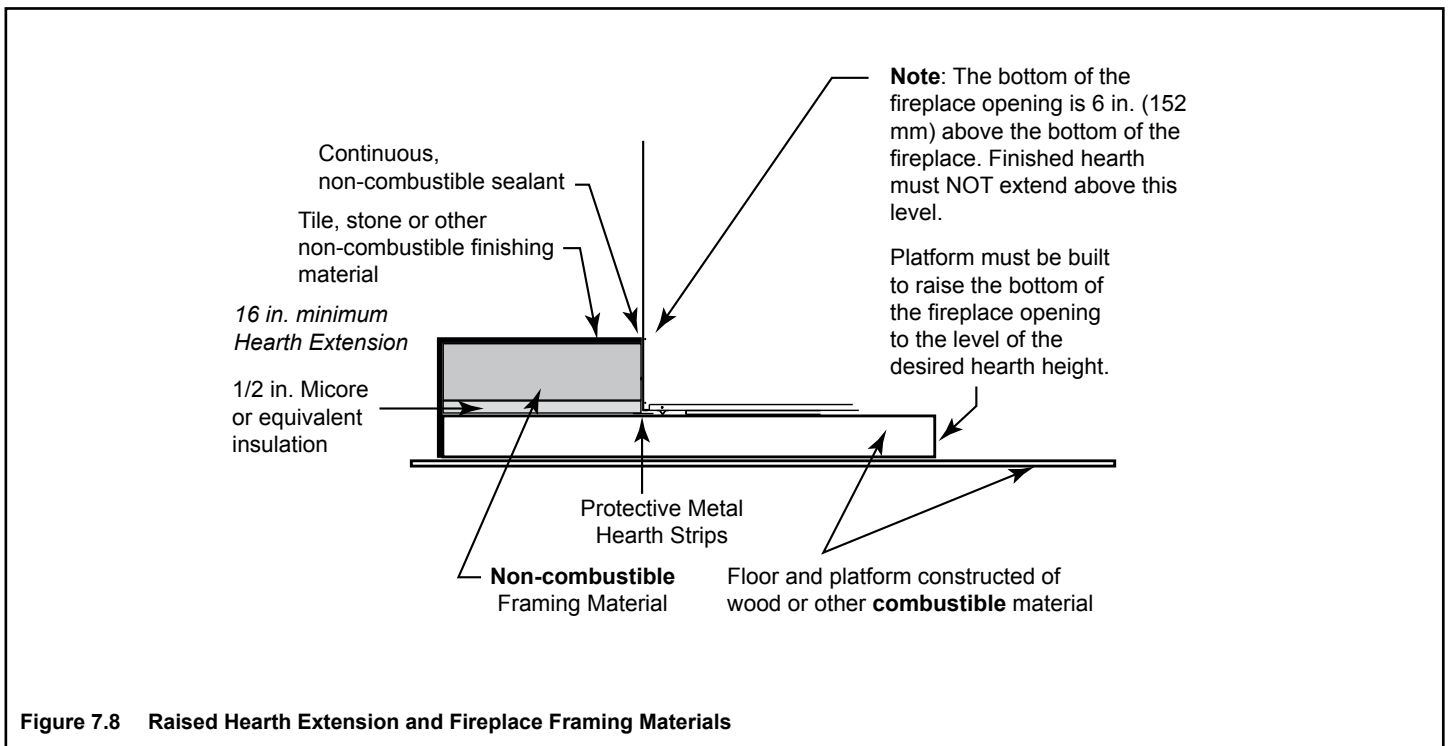 Note: The bottom of the
fireplace opening is 6 in. (152
mm) above the bottom of the
fireplace. Finished hearth
must NOT extend above this
level.
Continuous,
non-combustible sealant
Tile, stone or other
non-combustible finishing
material
16 in. minimum
Hearth Extension
1/2 in. Micore
or equivalent
insulation
Platform must be built
to raise the bottom of
the fireplace opening
to the level of the
desired hearth height.
Protective Metal
Hearth Strips
Non-combustible
Framing Material
Floor and platform constructed of
wood or other combustible material
Figure 7.8 Raised Hearth Extension and Fireplace Framing Materials